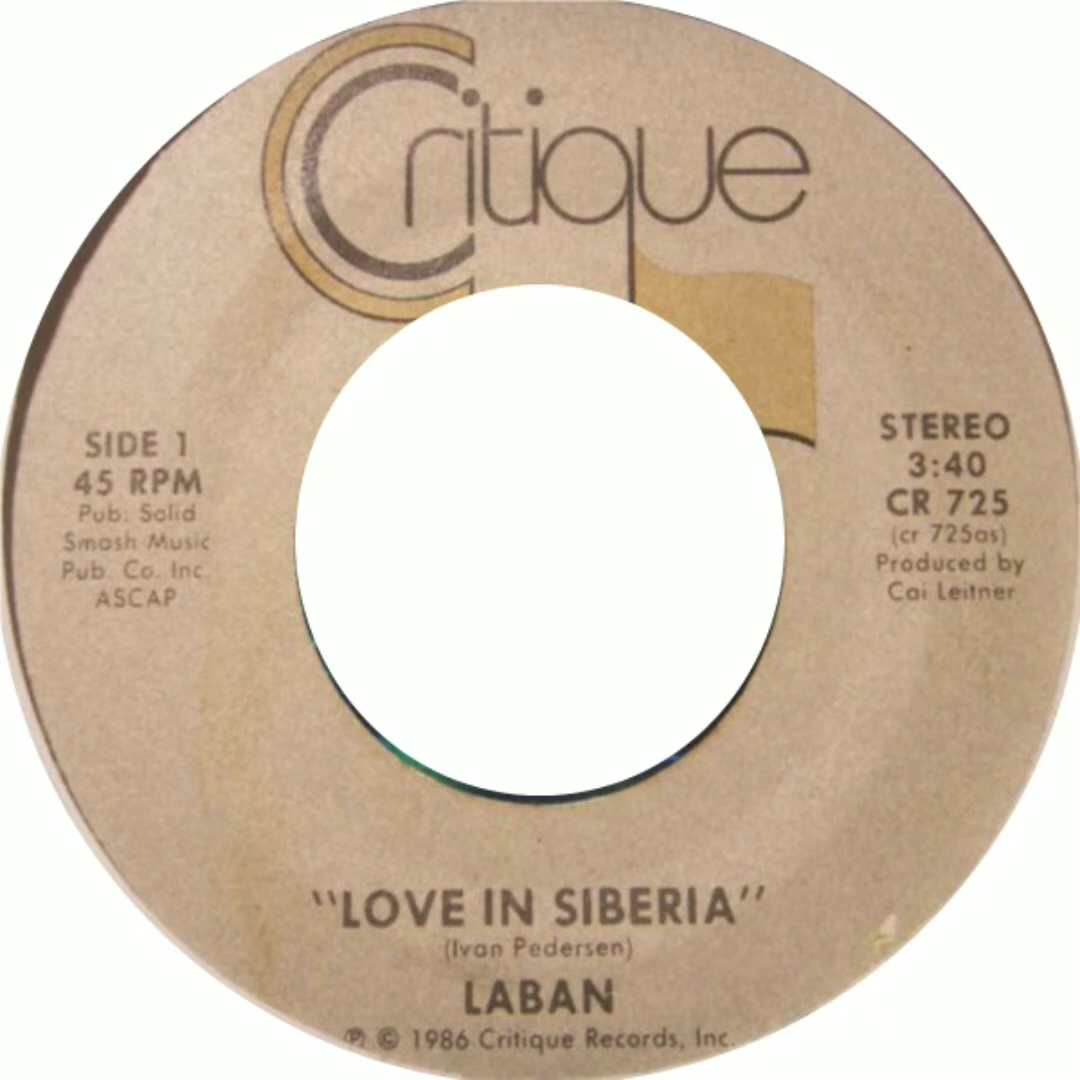 Critique
SIDE 1
45 RPM
Pub: Solid
Smash Music
Pub. Co. Inc.
ASCAP
STEREO
3:40
CR 725
(cr 725as)
Produced by
Cai Leitner
"LOVE IN SIBERIA"
(Ivan Pedersen)
LABAN
℗ © 1986 Critique Records, Inc.